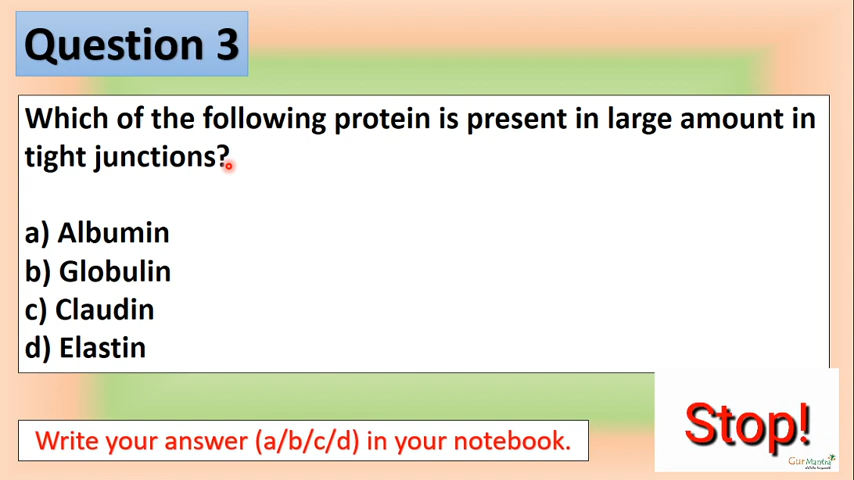 Question 3
Which of the following protein is present in large amount in
tight junctions?
a) Albumin
b) Globulin
c) Claudin
d) Elastin
Write your answer (a/b/c/d) in your notebook.
Stop!
GurMantra